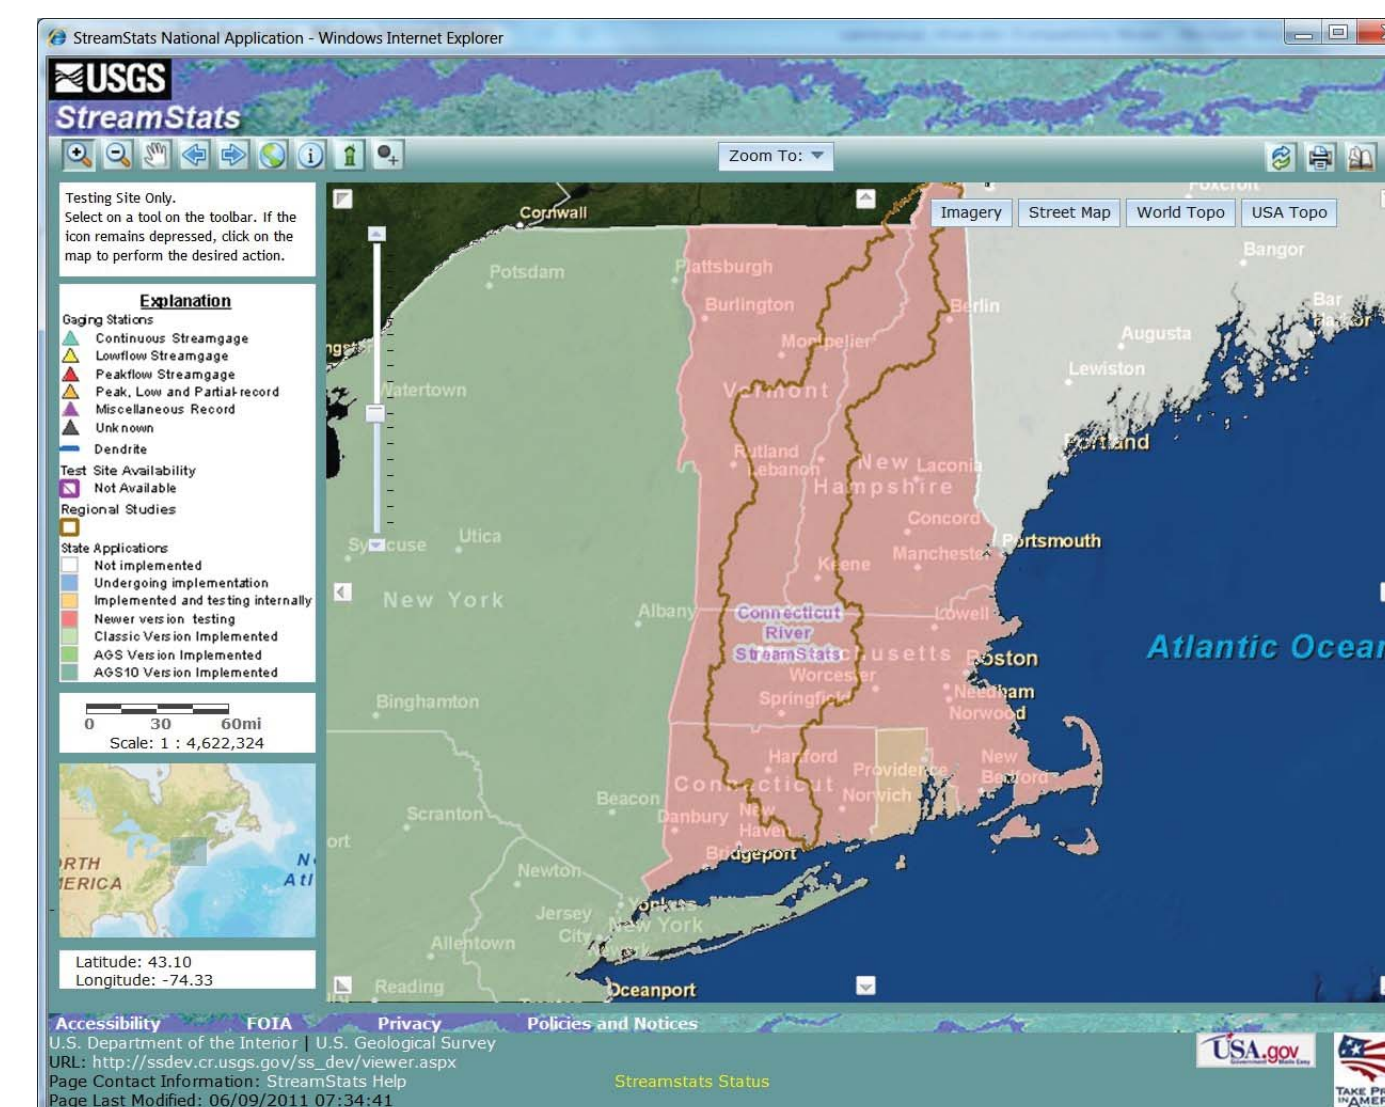 StreamStats National Application - Windows Internet Explorer
USGS
StreamStats
Zoom To:
Testing Site Only.
Select on a tool on the toolbar. If the
icon remains depressed, click on the
map to perform the desired action.
Explanation
Gaging Stations
Continuous Streamgage
Lowflow Streamgage
Peakflow Streamgage
Peak, Low and Partial-record
Miscellaneous Record
Unknown
Dendrite
Test Site Availability
Not Available
Regional Studies
State Applications
Not implemented
Undergoing implementation
Implemented and testing internally
Newer version testing
Classic Version Implemented
AGS Version Implemented
AGS10 Version Implemented
0 30 60mi
Scale: 1 : 4,622,324
Latitude: 43.10
Longitude: -74.33
Imagery
Street Map
World Topo
USA Topo
Cornwall
Potsdam
Plattsburgh
Bangor
Burlington
Berlin
Bar
Harbor
Montpelier
Augusta
Lewiston
Watertown
Vermont
Portland
Rutland
Lebanon
New
Hampshire
Laconia
Concord
Syracuse
Utica
Manchester
Portsmouth
Keene
New York
Albany
Connecticut
River
StreamStats
Lowell
Boston
Atlantic Ocean
Worcester
Springfield
Needham
Norwood
Binghamton
Hartford
Providence
New
Bedford
Connecticut
Norwich
Beacon
Danbury
New
Haven
Scranton
Bridgeport
Newton
Yonkers
Jersey
City
New York
Newark
Allentown
Reading
Oceanport
Accessibility FOIA Privacy Policies and Notices
U.S. Department of the Interior | U.S. Geological Survey
URL: http://ssdev.cr.usgs.gov/ss_dev/viewer.aspx
Page Contact Information: StreamStats Help
Streamstats Status
Page Last Modified: 06/09/2011 07:34:41
USA.gov